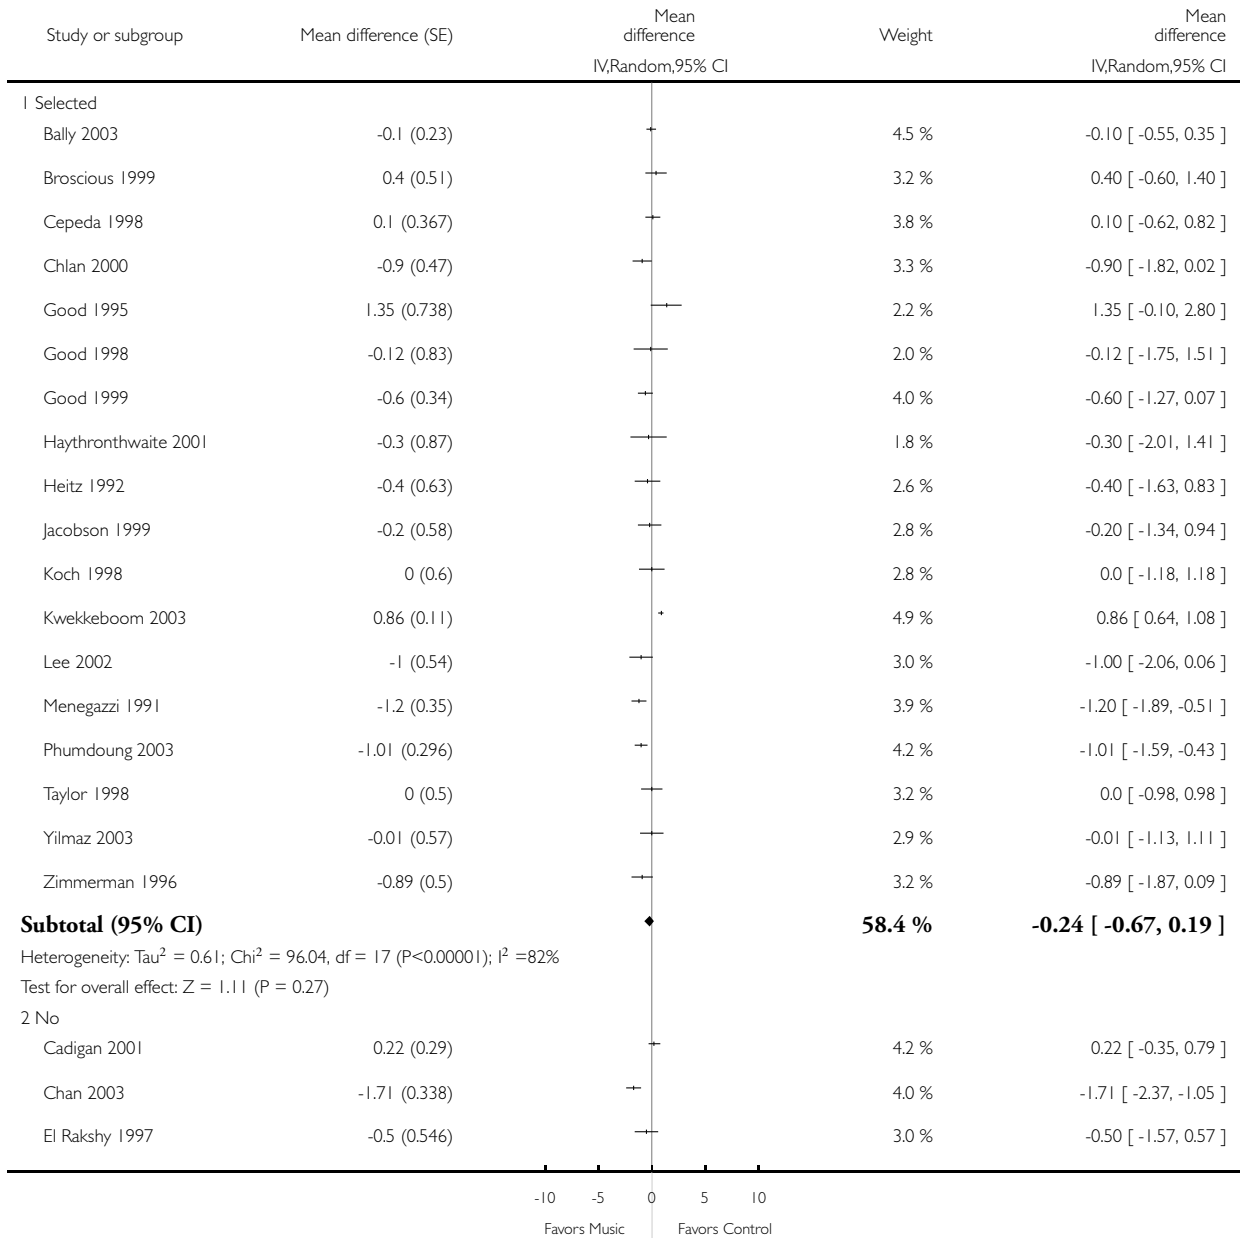 Study or subgroup Mean difference (SE) Mean difference Weight Mean difference
IV,Random,95% CI IV,Random,95% CI
1 Selected
Bally 2003 -0.1 (0.23) 4.5 % -0.10 [ -0.55, 0.35 ]
Broscious 1999 0.4 (0.51) 3.2 % 0.40 [ -0.60, 1.40 ]
Cepeda 1998 0.1 (0.367) 3.8 % 0.10 [ -0.62, 0.82 ]
Chlan 2000 -0.9 (0.47) 3.3 % -0.90 [ -1.82, 0.02 ]
Good 1995 1.35 (0.738) 2.2 % 1.35 [ -0.10, 2.80 ]
Good 1998 -0.12 (0.83) 2.0 % -0.12 [ -1.75, 1.51 ]
Good 1999 -0.6 (0.34) 4.0 % -0.60 [ -1.27, 0.07 ]
Haythronthwaite 2001 -0.3 (0.87) 1.8 % -0.30 [ -2.01, 1.41 ]
Heitz 1992 -0.4 (0.63) 2.6 % -0.40 [ -1.63, 0.83 ]
Jacobson 1999 -0.2 (0.58) 2.8 % -0.20 [ -1.34, 0.94 ]
Koch 1998 0 (0.6) 2.8 % 0.0 [ -1.18, 1.18 ]
Kwekkeboom 2003 0.86 (0.11) 4.9 % 0.86 [ 0.64, 1.08 ]
Lee 2002 -1 (0.54) 3.0 % -1.00 [ -2.06, 0.06 ]
Menegazzi 1991 -1.2 (0.35) 3.9 % -1.20 [ -1.89, -0.51 ]
Phumdoung 2003 -1.01 (0.296) 4.2 % -1.01 [ -1.59, -0.43 ]
Taylor 1998 0 (0.5) 3.2 % 0.0 [ -0.98, 0.98 ]
Yilmaz 2003 -0.01 (0.57) 2.9 % -0.01 [ -1.13, 1.11 ]
Zimmerman 1996 -0.89 (0.5) 3.2 % -0.89 [ -1.87, 0.09 ]
Subtotal (95% CI) 58.4 % -0.24 [ -0.67, 0.19 ]
Heterogeneity: Tau² = 0.61; Chi² = 96.04, df = 17 (P<0.00001); I² =82%
Test for overall effect: Z = 1.11 (P = 0.27)
2 No
Cadigan 2001 0.22 (0.29) 4.2 % 0.22 [ -0.35, 0.79 ]
Chan 2003 -1.71 (0.338) 4.0 % -1.71 [ -2.37, -1.05 ]
El Rakshy 1997 -0.5 (0.546) 3.0 % -0.50 [ -1.57, 0.57 ]
-10 -5 0 5 10
Favors Music Favors Control